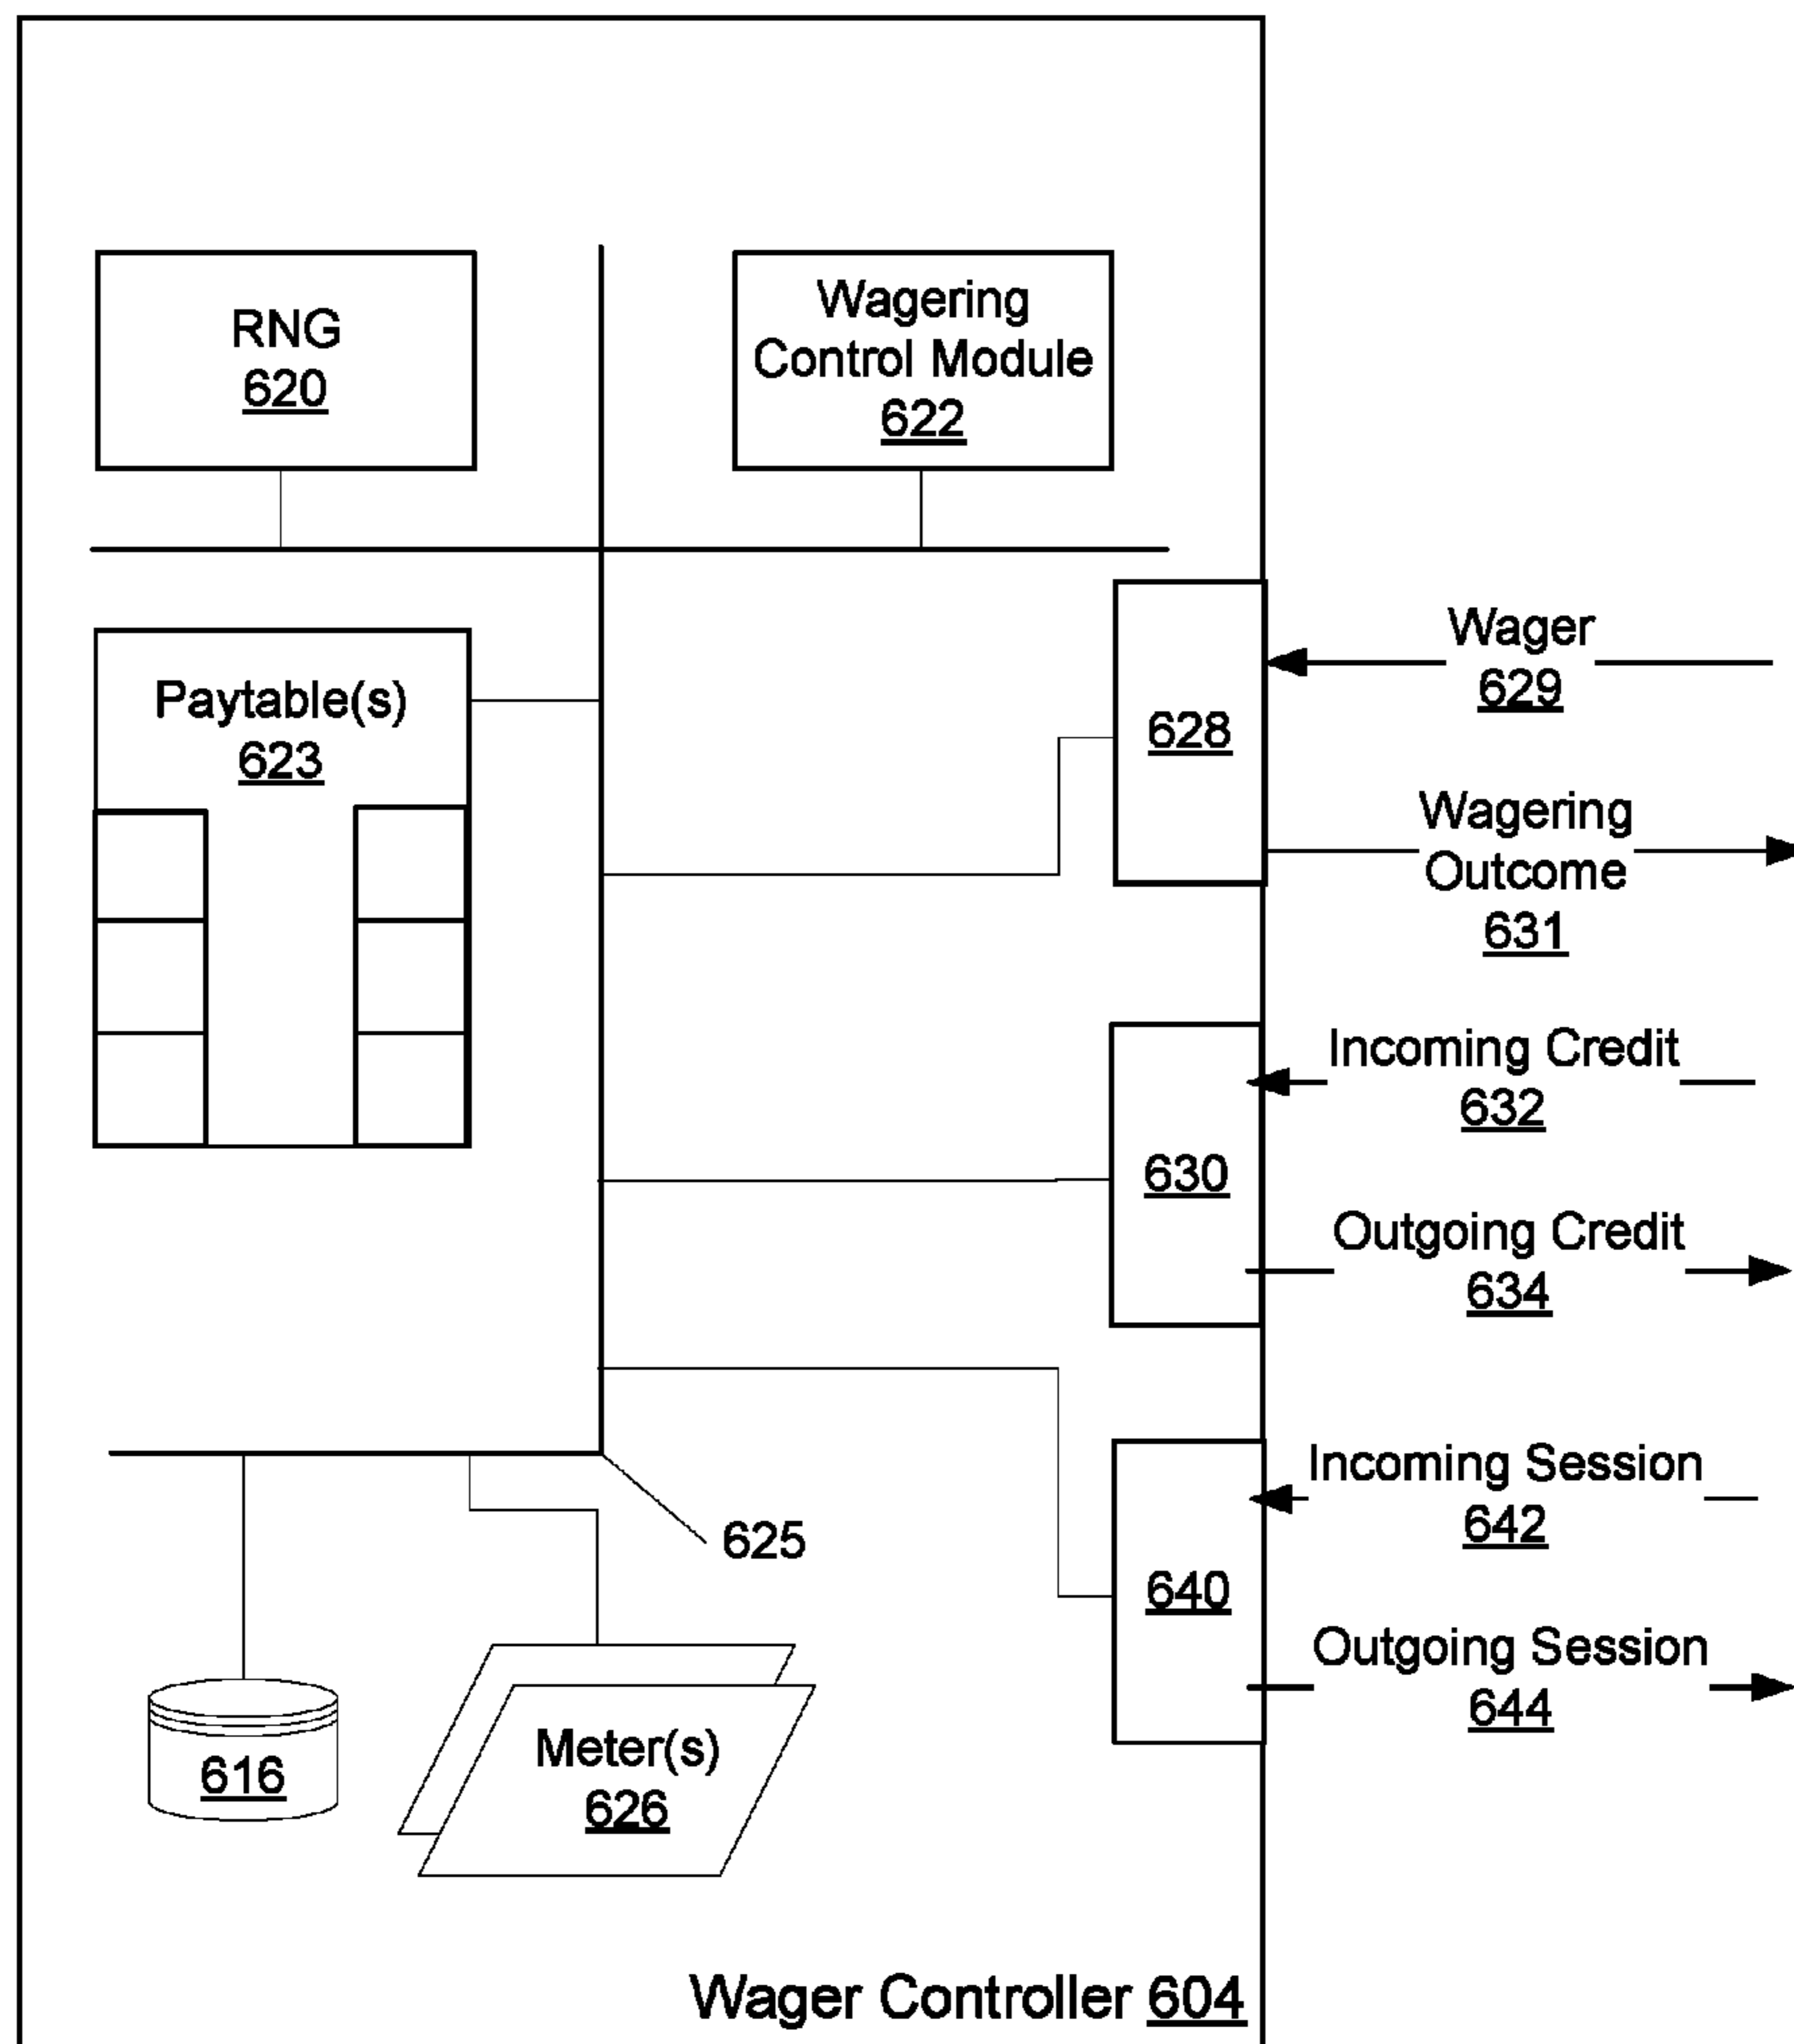 RNG
620
Wagering
Control Module
622
Paytable(s)
623
628
Wager
629
Wagering
Outcome
631
630
Incoming Credit
632
Outgoing Credit
634
625
640
Incoming Session
642
Outgoing Session
644
616
Meter(s)
626
Wager Controller 604